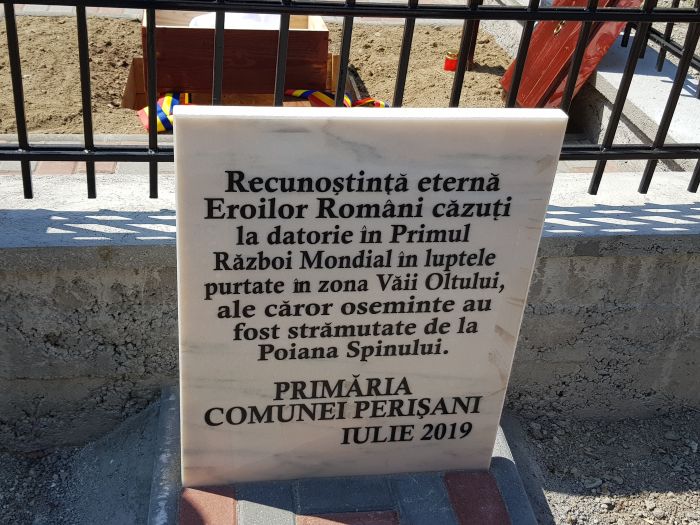 Recunoștință eternă
Eroilor Români căzuți
la datorie în Primul
Război Mondial în luptele
purtate în zona Văii Oltului,
ale căror oseminte au
fost strămutate de la
Poiana Spinului.
PRIMĂRIA
COMUNEI PERIȘANI
IULIE 2019